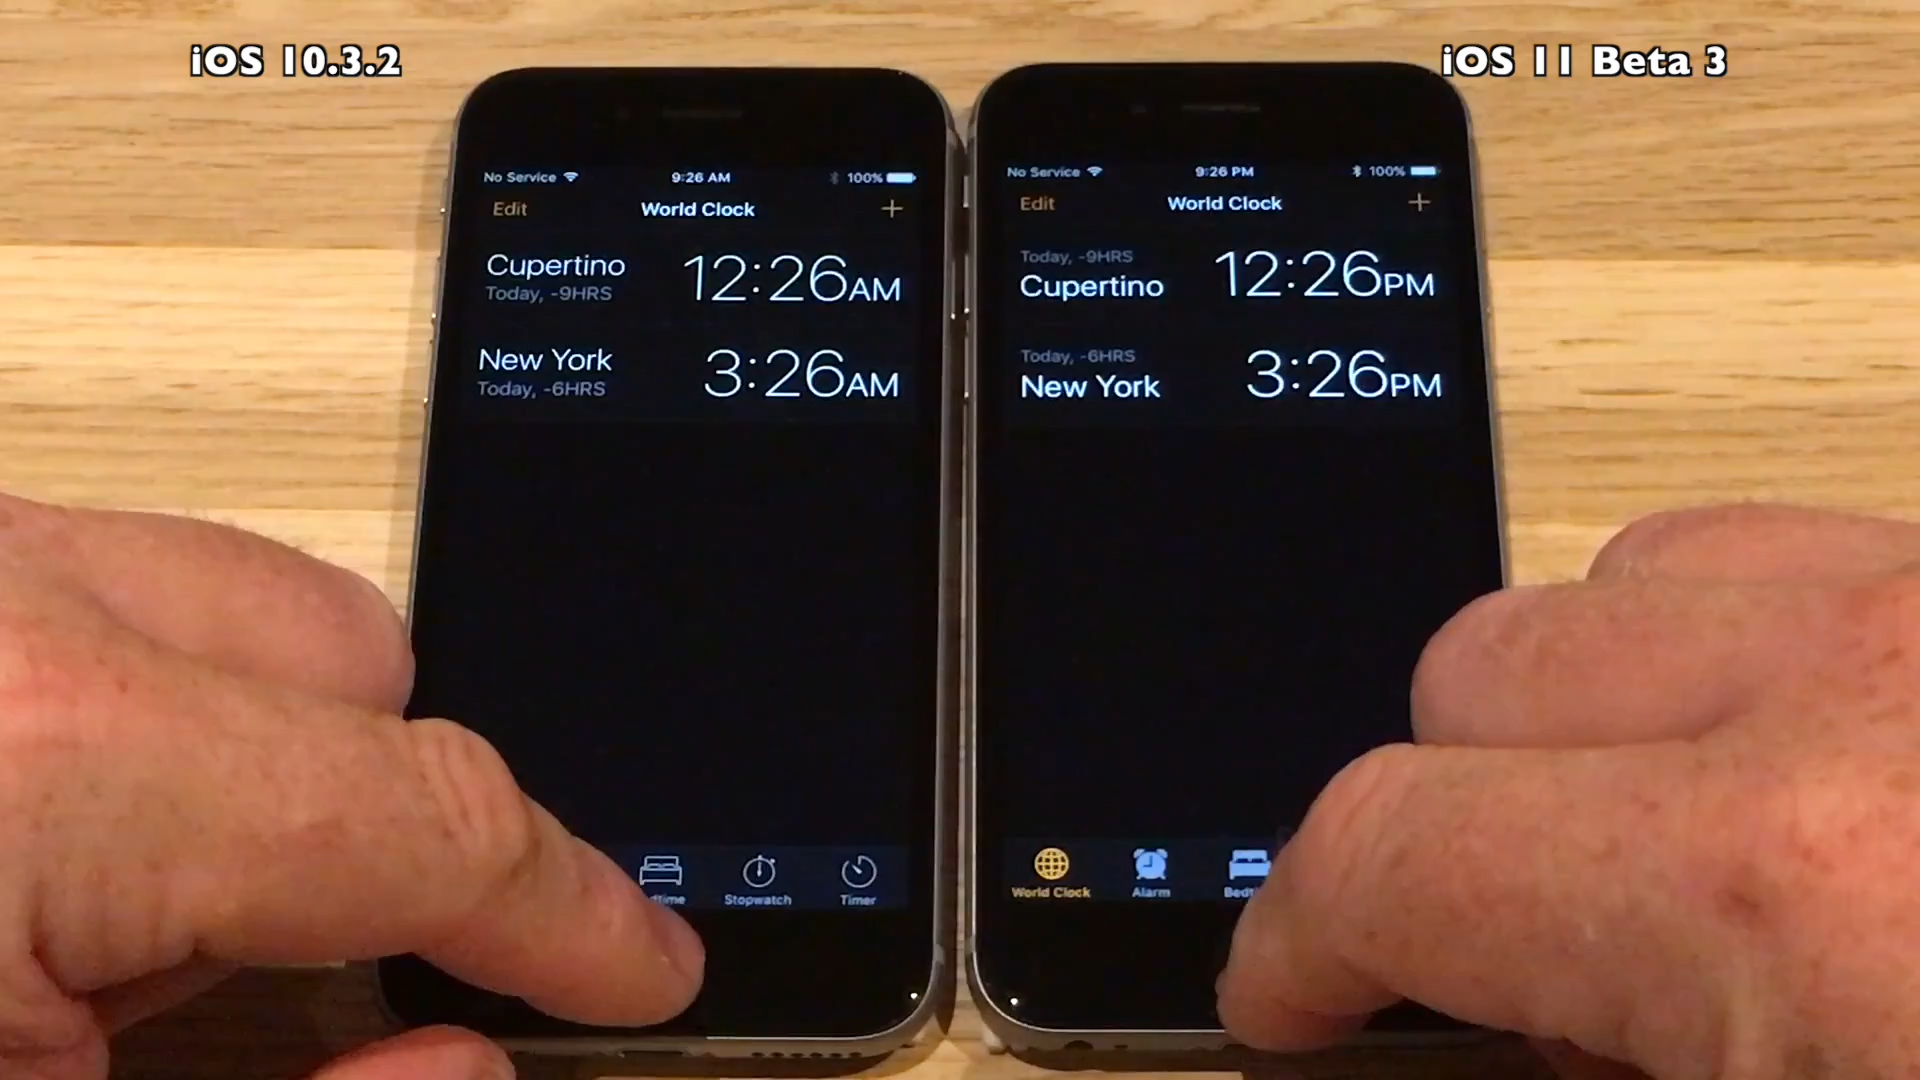 iOS 10.3.2
iOS 11 Beta 3
No Service
9:26 AM
100%
Edit
World Clock
+
Cupertino
Today, -9HRS
12:26AM
New York
Today, -6HRS
3:26AM
Stopwatch
Timer
No Service
9:26 PM
100%
Edit
World Clock
+
Today, -9HRS
Cupertino
12:26PM
Today, -6HRS
New York
3:26PM
World Clock
Alarm